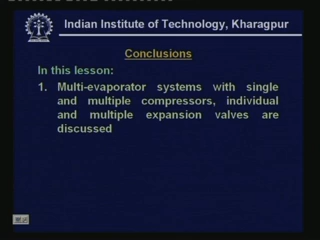 Indian Institute of Technology, Kharagpur
Conclusions
In this lesson:
1. Multi-evaporator systems with single
and multiple compressors, individual
and multiple expansion valves are
discussed